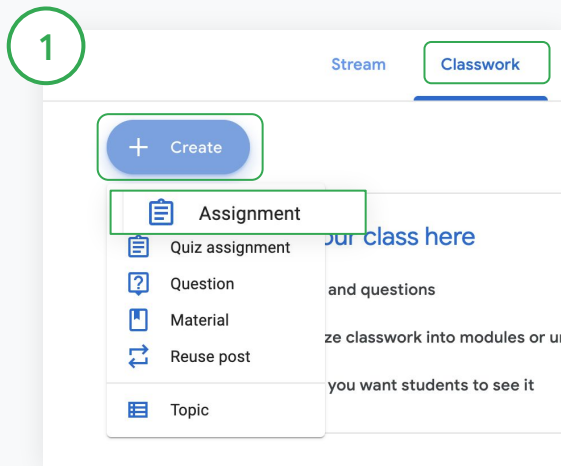 1
Stream
Classwork
Create
Assignment
our class here
Quiz assignment
Question
and questions
Material
ze classwork into modules or
Reuse post
you want students to see it
Topic